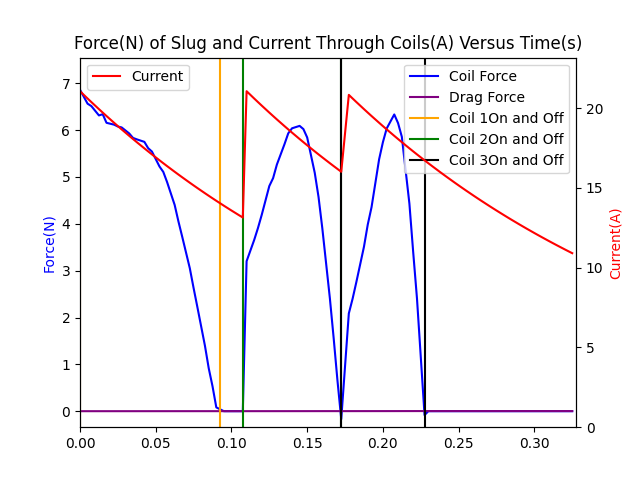 Force(N) of Slug and Current Through Coils(A) Versus Time(s)
Current
Coil Force
Drag Force
Coil 1On and Off
Coil 2On and Off
Coil 3On and Off
Force(N)
7
6
5
4
3
2
1
0
Current(A)
20
15
10
5
0
0.00 0.05 0.10 0.15 0.20 0.25 0.30